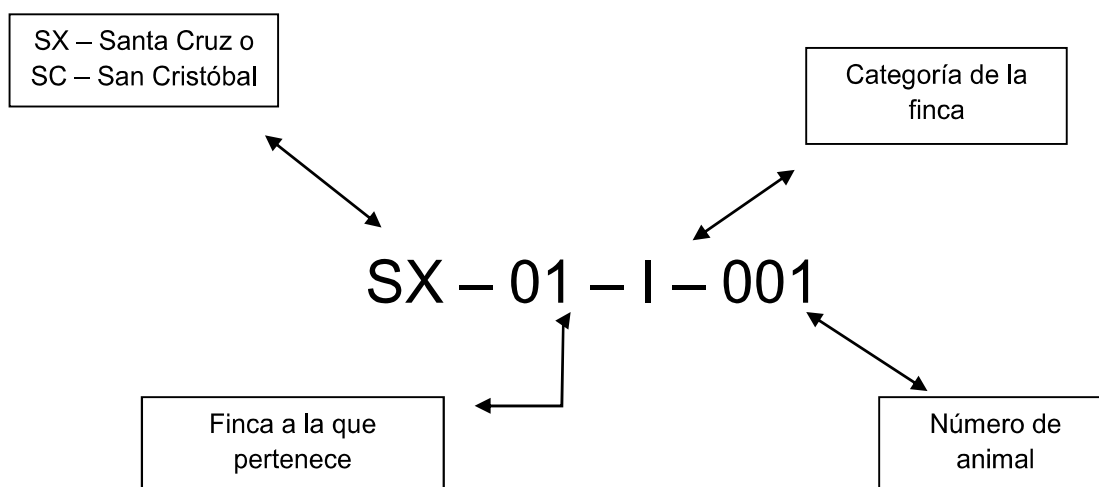 SX – Santa Cruz o
SC – San Cristóbal
Categoría de la
finca
SX – 01 – I – 001
Finca a la que
pertenece
Número de
animal